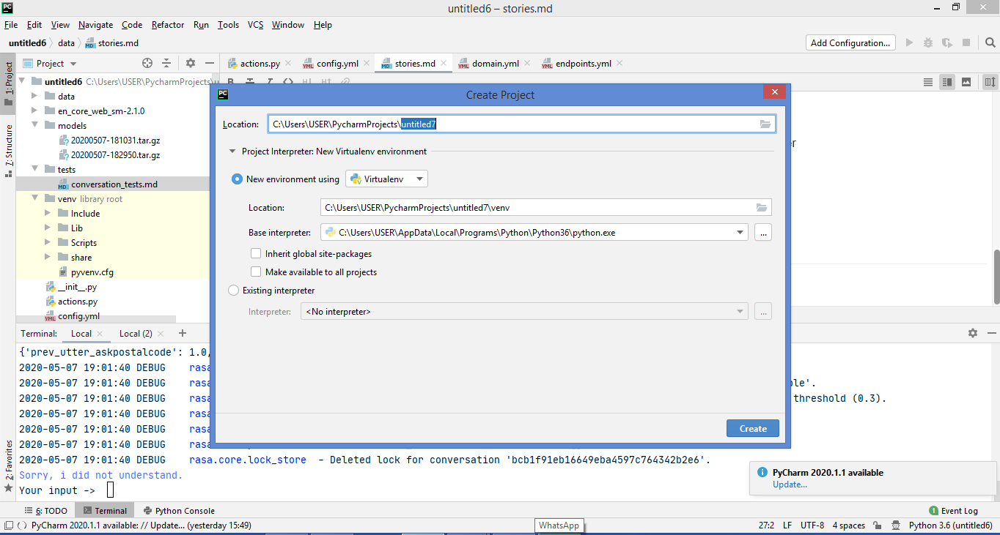 PC untitled6 – stories.md
File Edit View Navigate Code Refactor Run Tools VCS Window Help
untitled6 data MD stories.md Add Configuration...
1: Project
Project
actions.py config.yml stories.md domain.yml endpoints.yml
untitled6 C:\Users\USER\PycharmProjects\u
data
en_core_web_sm-2.1.0
models
20200507-181031.tar.gz
20200507-182950.tar.gz
tests
conversation_tests.md
venv library root
Include
Lib
Scripts
share
pyvenv.cfg
__init__.py
actions.py
config.yml
7: Structure
2: Favorites
er
PC Create Project
Location: C:\Users\USER\PycharmProjects\untitled7
Project Interpreter: New Virtualenv environment
New environment using Virtualenv
Location: C:\Users\USER\PycharmProjects\untitled7\venv
Base interpreter: C:\Users\USER\AppData\Local\Programs\Python\Python36\python.exe ...
Inherit global site-packages
Make available to all projects
Existing interpreter
Interpreter: <No interpreter> ...
Create
Terminal: Local Local (2) +
{'prev_utter_askpostalcode': 1.0,
2020-05-07 19:01:40 DEBUG rasa
2020-05-07 19:01:40 DEBUG rasa ole'.
2020-05-07 19:01:40 DEBUG rasa threshold (0.3).
2020-05-07 19:01:40 DEBUG rasa
2020-05-07 19:01:40 DEBUG rasa
2020-05-07 19:01:40 DEBUG rasa
2020-05-07 19:01:40 DEBUG rasa.core.lock_store - Deleted lock for conversation 'bcb1f91eb16649eba4597c764342b2e6'.
Sorry, i did not understand.
Your input ->
PyCharm 2020.1.1 available
Update...
6: TODO Terminal Python Console 1 Event Log
PyCharm 2020.1.1 available: // Update... (yesterday 15:49) WhatsApp 27:2 LF UTF-8 4 spaces Python 3.6 (untitled6)